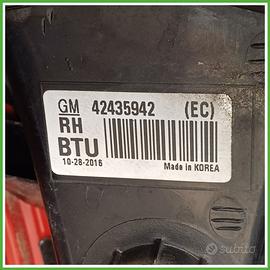 GM 42435942 (EC)
RH
BTU
10-28-2016
Made in KOREA
subito